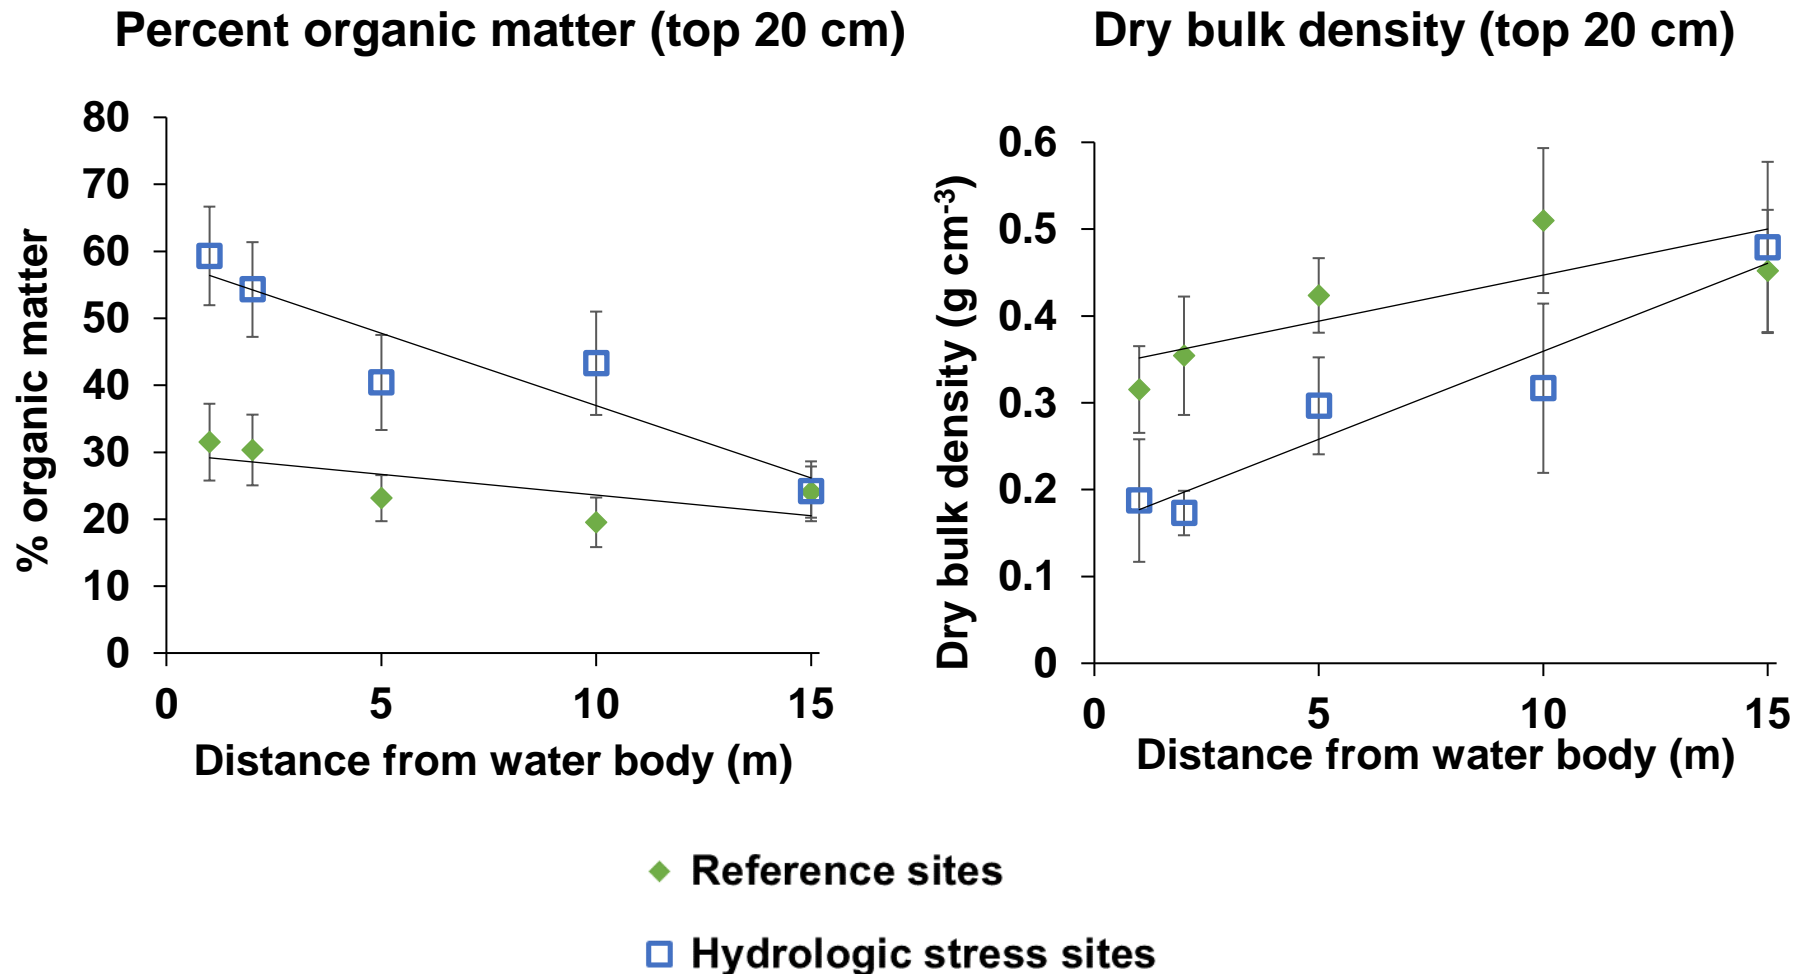 Percent organic matter (top 20 cm)
% organic matter
80
70
60
50
40
30
20
10
0
0 5 10 15
Distance from water body (m)
Dry bulk density (top 20 cm)
Dry bulk density (g cm-3)
0.6
0.5
0.4
0.3
0.2
0.1
0
0 5 10 15
Distance from water body (m)
Reference sites
Hydrologic stress sites